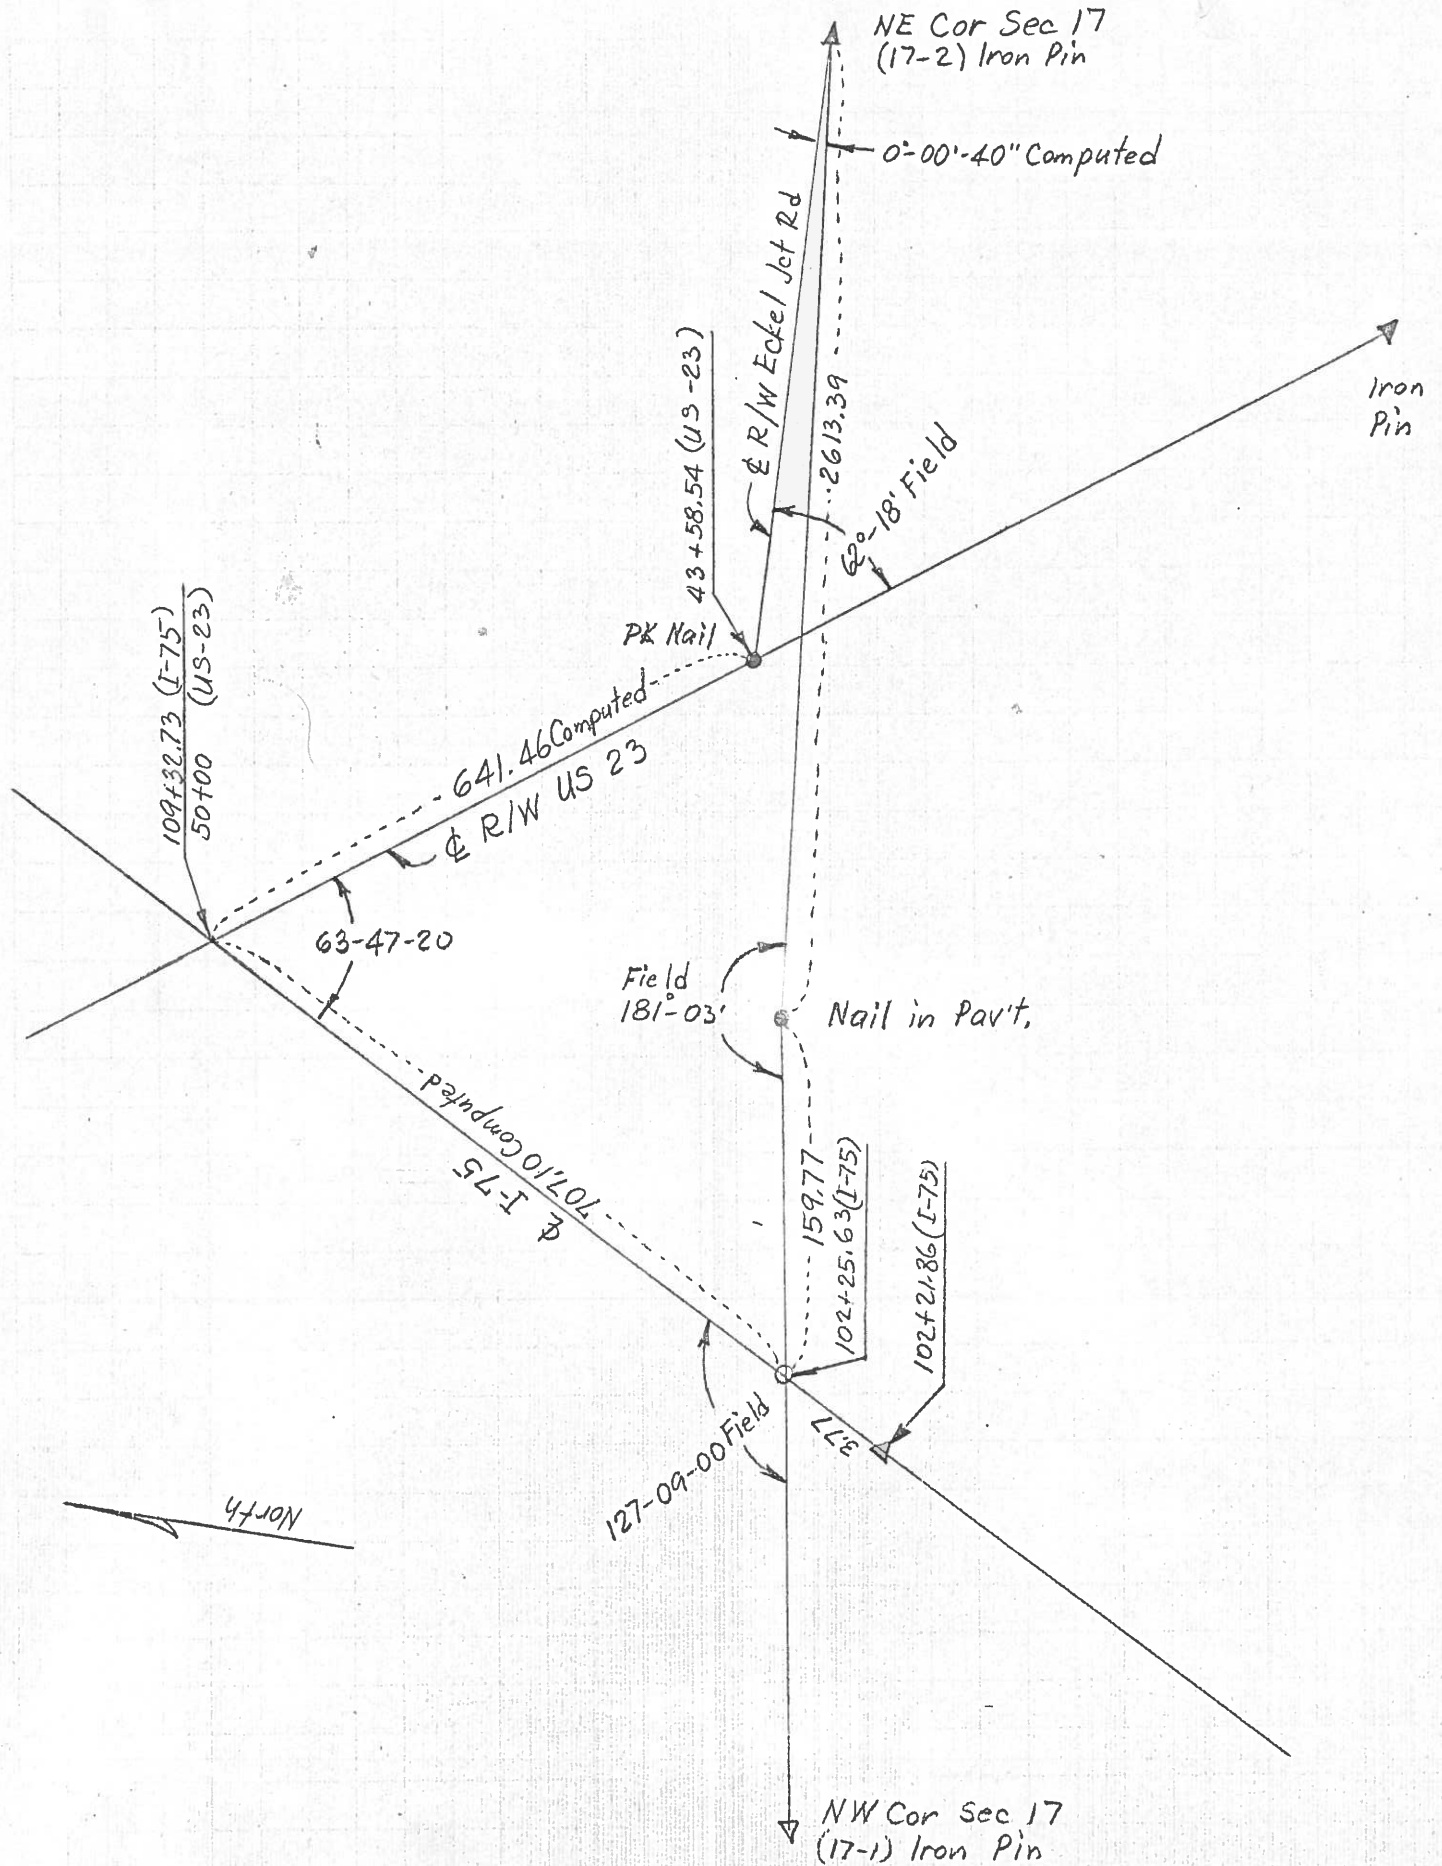 NE Cor Sec 17
(17-2) Iron Pin
0°-00'-40" Computed
℄ R/W Eckel Jct Rd
2613.39
Iron
Pin
62°-18' Field
43+58.54 (US-23)
PK Nail
109+32.73 (I-75)
50+00 (US-23)
641.46 Computed
℄ R/W US 23
63-47-20
Field
181°-03'
Nail in Pav't.
707.10 Computed
℄ I-75
159.77
102+25.63 (I-75)
102+21.86 (I-75)
3.77
127-09-00 Field
North
NW Cor Sec 17
(17-1) Iron Pin